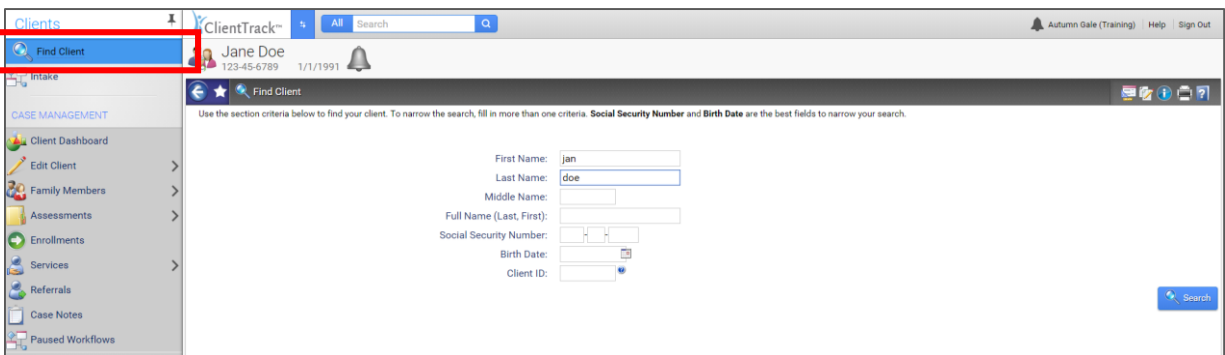 Clients
Find Client
Intake
CASE MANAGEMENT
Client Dashboard
Edit Client
Family Members
Assessments
Enrollments
Services
Referrals
Case Notes
Paused Workflows
ClientTrack™
All Search
Autumn Gale (Training) Help Sign Out
Jane Doe
123-45-6789 1/1/1991
Find Client
Use the section criteria below to find your client. To narrow the search, fill in more than one criteria. Social Security Number and Birth Date are the best fields to narrow your search.
First Name: jan
Last Name: doe
Middle Name:
Full Name (Last, First):
Social Security Number: - -
Birth Date:
Client ID:
Search